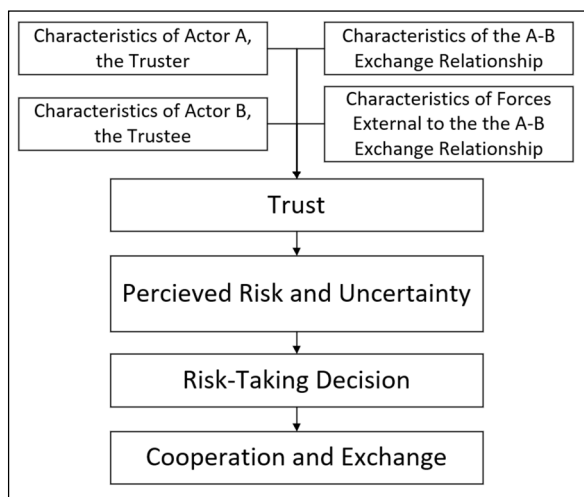 Characteristics of Actor A,
the Truster
Characteristics of the A-B
Exchange Relationship
Characteristics of Actor B,
the Trustee
Characteristics of Forces
External to the the A-B
Exchange Relationship
Trust
Percieved Risk and Uncertainty
Risk-Taking Decision
Cooperation and Exchange